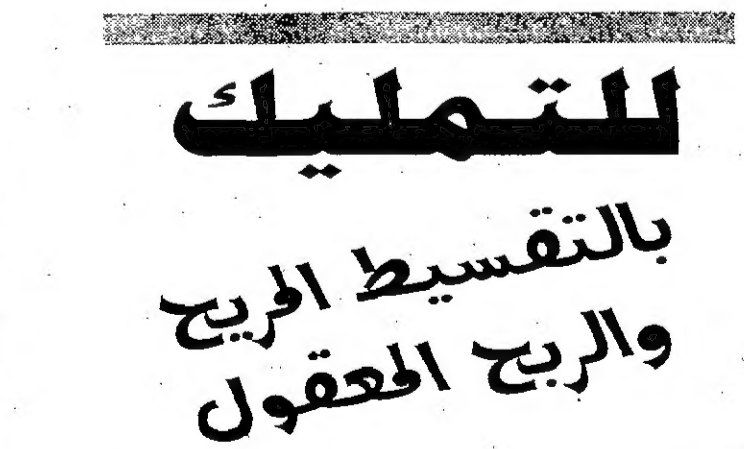 للتمليك
بالتقسيط المريح
والربح المعقول